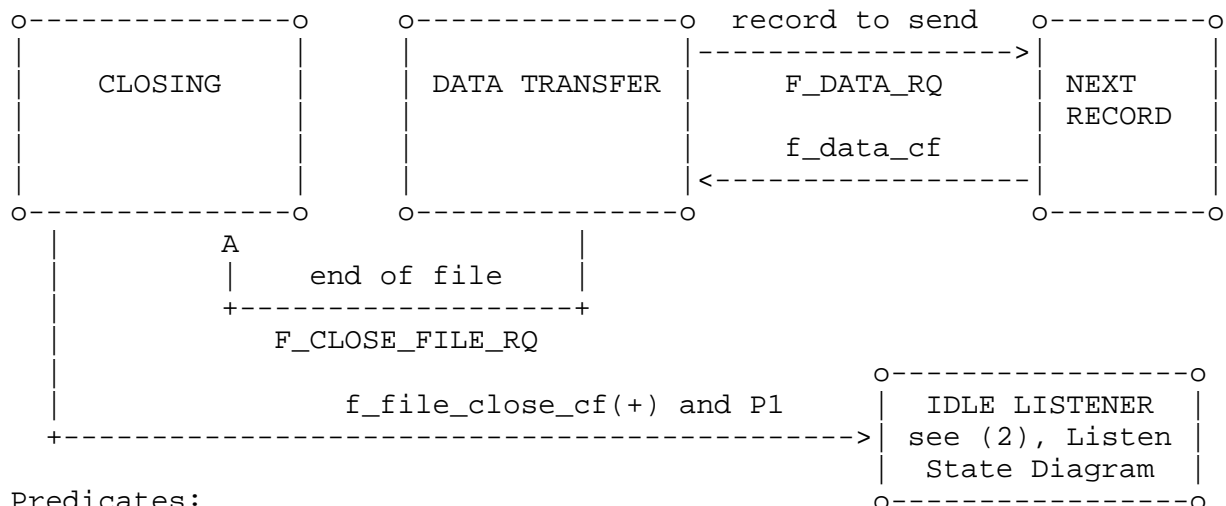 record to send
CLOSING DATA TRANSFER F_DATA_RQ NEXT
RECORD
f_data_cf
A
end of file
F_CLOSE_FILE_RQ
f_file_close_cf(+) and P1 IDLE LISTENER
see (2), Listen
State Diagram
Predicates: